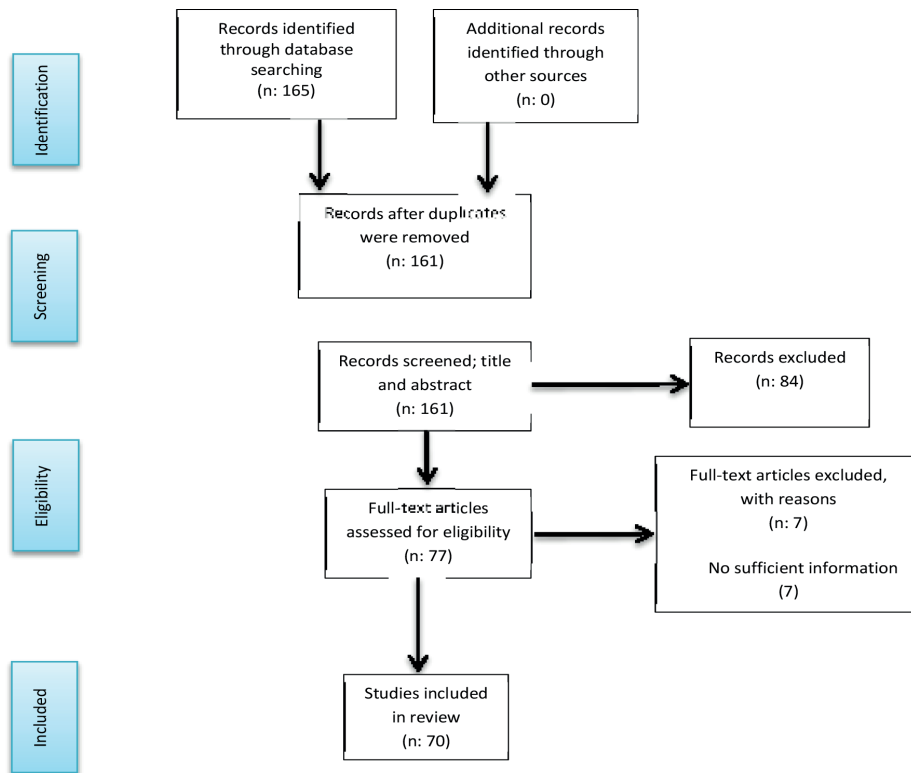 Identification
Records identified
through database
searching
(n: 165)
Additional records
identified through
other sources
(n: 0)
Records after duplicates
were removed
(n: 161)
Screening
Records screened; title
and abstract
(n: 161)
Records excluded
(n: 84)
Eligibility
Full-text articles
assessed for eligibility
(n: 77)
Full-text articles excluded,
with reasons
(n: 7)
No sufficient information
(7)
Included
Studies included
in review
(n: 70)